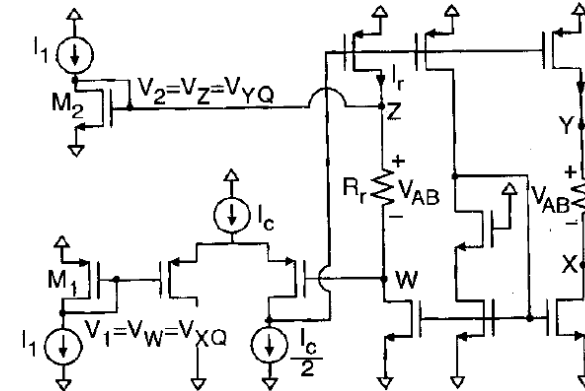 I1
M2
V2=VZ=VYQ
Ir
Z
Y
+
Rr
VAB
−
+
VAB
−
Ic
W
X
M1
V1=VW=VXQ
I1
Ic
2